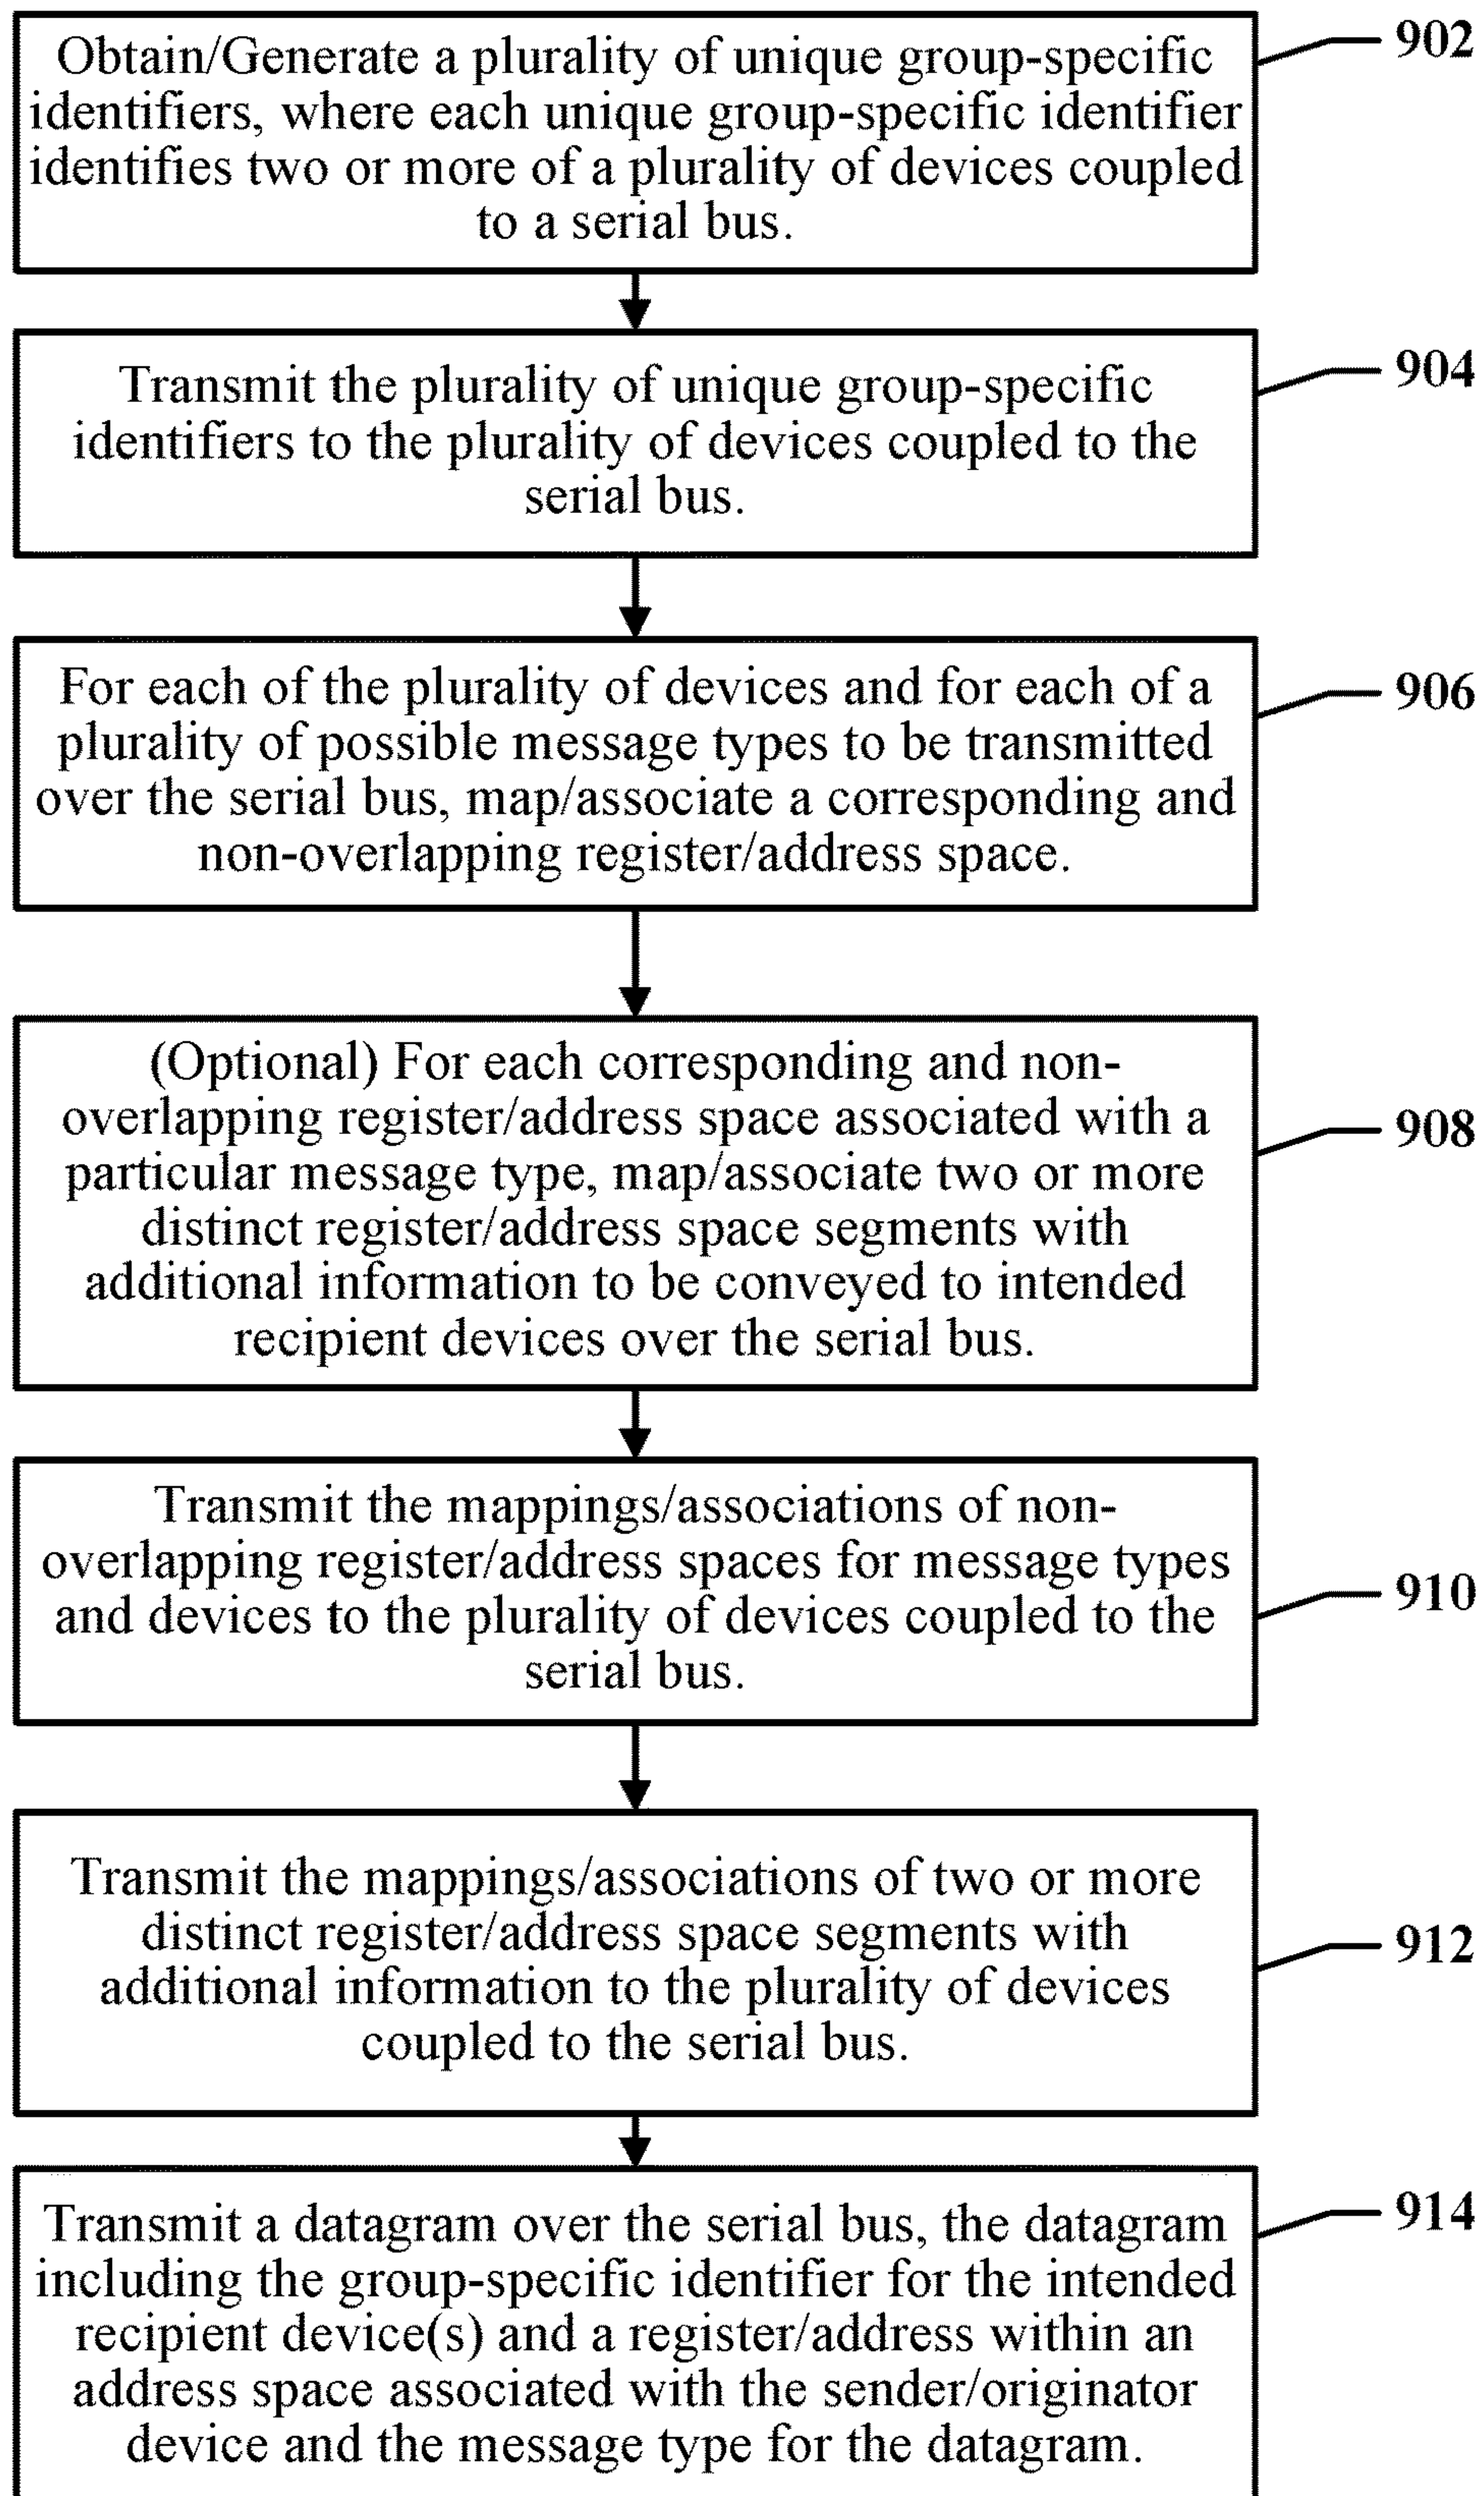 Obtain/Generate a plurality of unique group-specific
identifiers, where each unique group-specific identifier
identifies two or more of a plurality of devices coupled
to a serial bus.
902
Transmit the plurality of unique group-specific
identifiers to the plurality of devices coupled to the
serial bus.
904
For each of the plurality of devices and for each of a
plurality of possible message types to be transmitted
over the serial bus, map/associate a corresponding and
non-overlapping register/address space.
906
(Optional) For each corresponding and non-
overlapping register/address space associated with a
particular message type, map/associate two or more
distinct register/address space segments with
additional information to be conveyed to intended
recipient devices over the serial bus.
908
Transmit the mappings/associations of non-
overlapping register/address spaces for message types
and devices to the plurality of devices coupled to the
serial bus.
910
Transmit the mappings/associations of two or more
distinct register/address space segments with
additional information to the plurality of devices
coupled to the serial bus.
912
Transmit a datagram over the serial bus, the datagram
including the group-specific identifier for the intended
recipient device(s) and a register/address within an
address space associated with the sender/originator
device and the message type for the datagram.
914